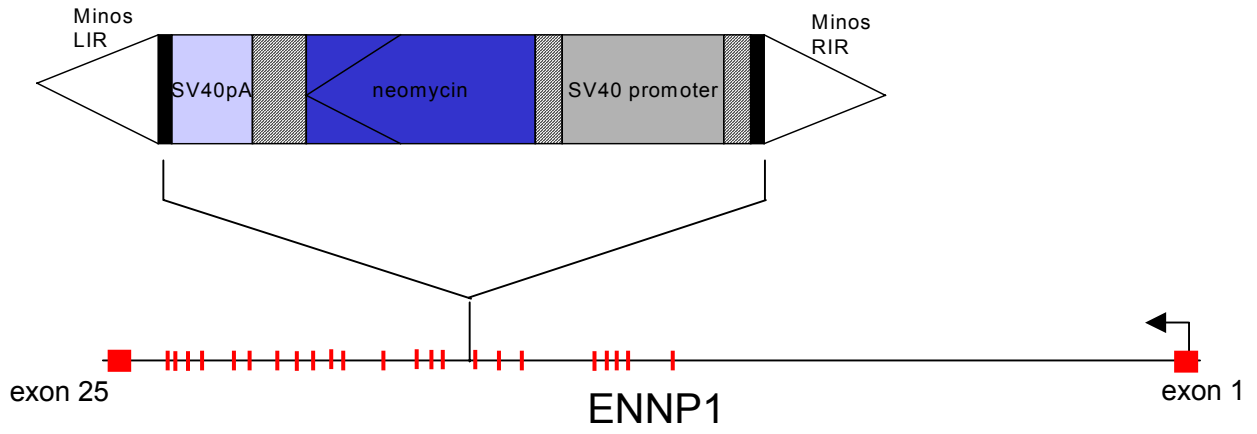 Minos
LIR
Minos
RIR
SV40pA
neomycin
SV40 promoter
exon 25
ENNP1
exon 1